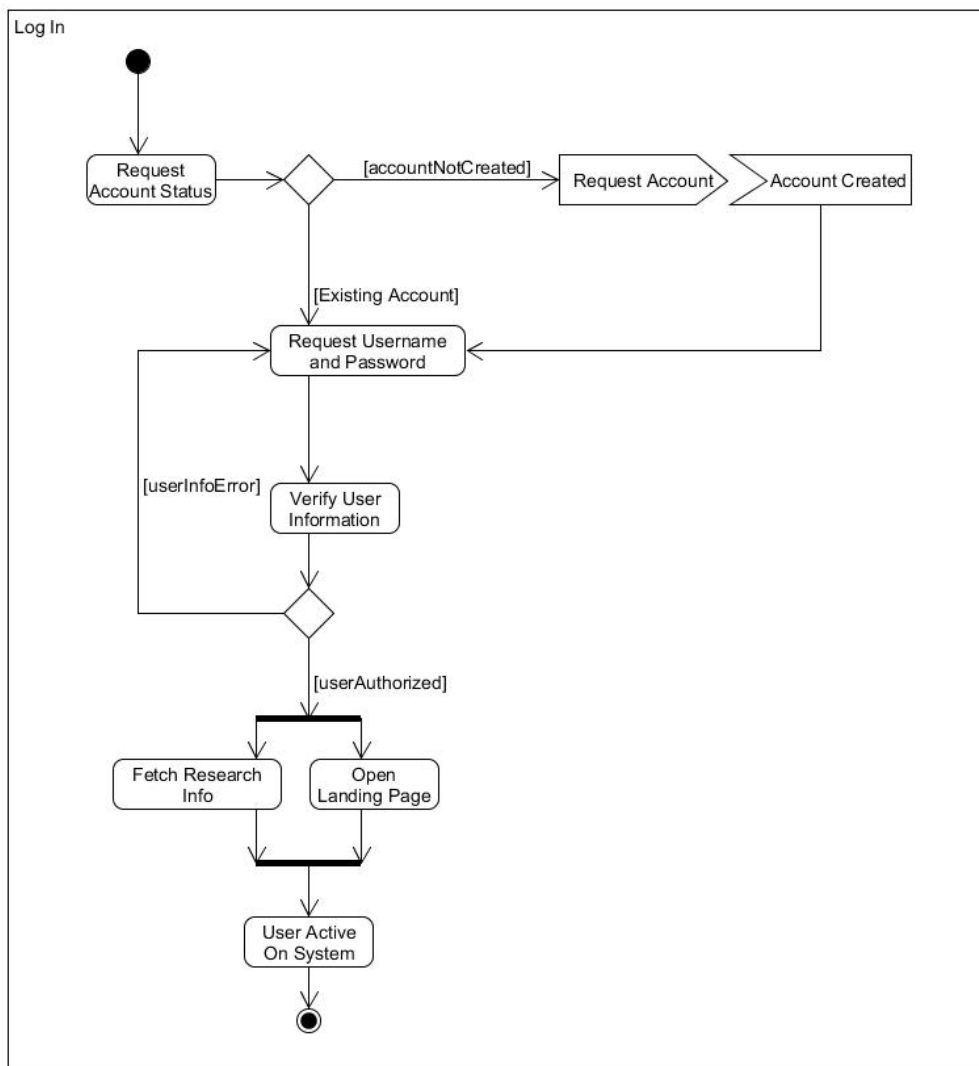 Log In
Request
Account Status
[accountNotCreated]
Request Account
Account Created
[Existing Account]
Request Username
and Password
[userInfoError]
Verify User
Information
[userAuthorized]
Fetch Research
Info
Open
Landing Page
User Active
On System